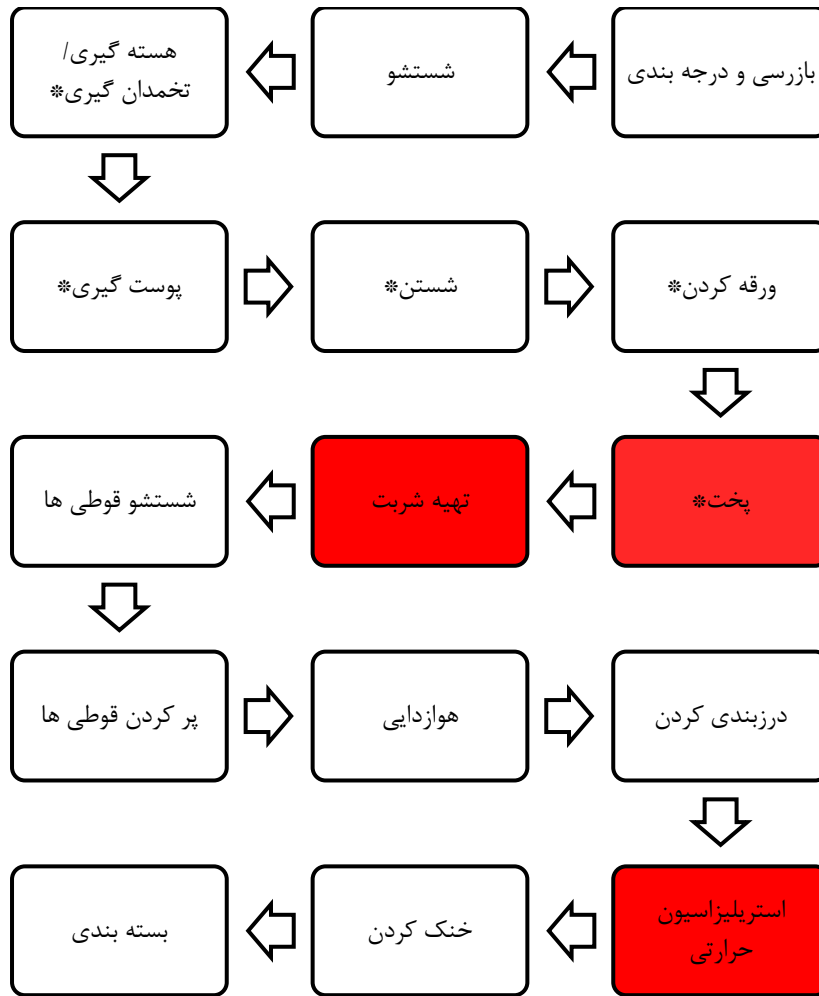 بازرسی و درجه بندی
شستشو
هسته گیری/
تخمدان گیری*
پوست گیری*
شستن*
ورقه کردن*
پخت*
تهیه شربت
شستشو قوطی ها
پر کردن قوطی ها
هوازدایی
درزبندی کردن
استریلیزاسیون
حرارتی
خنک کردن
بسته بندی